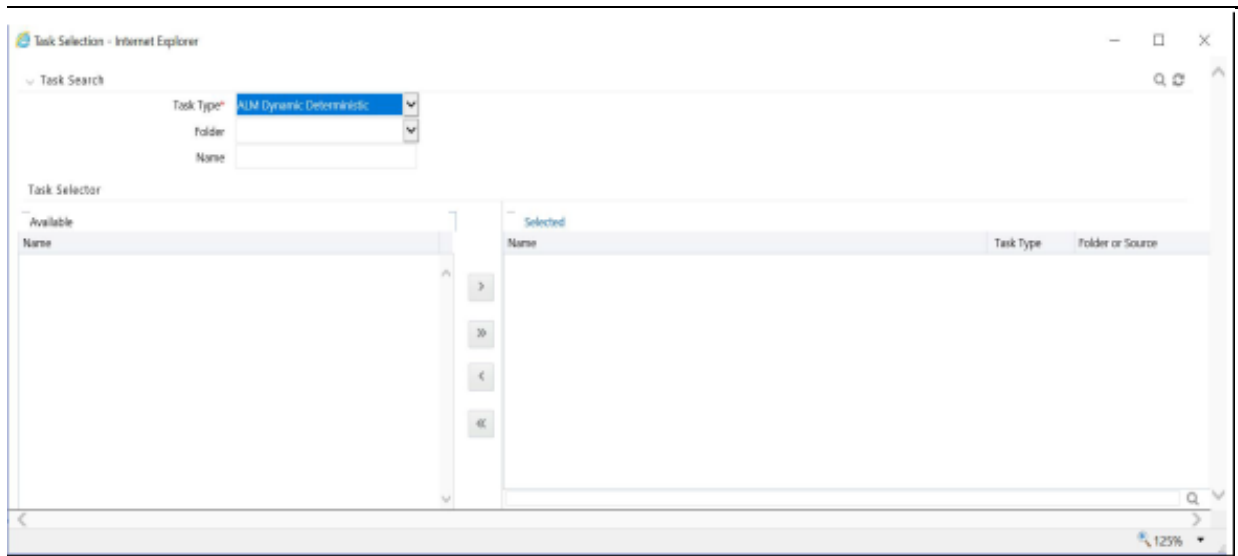 Task Selection - Internet Explorer
Task Search
Task Type* ALM Dynamic Deterministic
Folder
Name
Task Selector
Available
Selected
Name
Name Task Type Folder or Source
125%